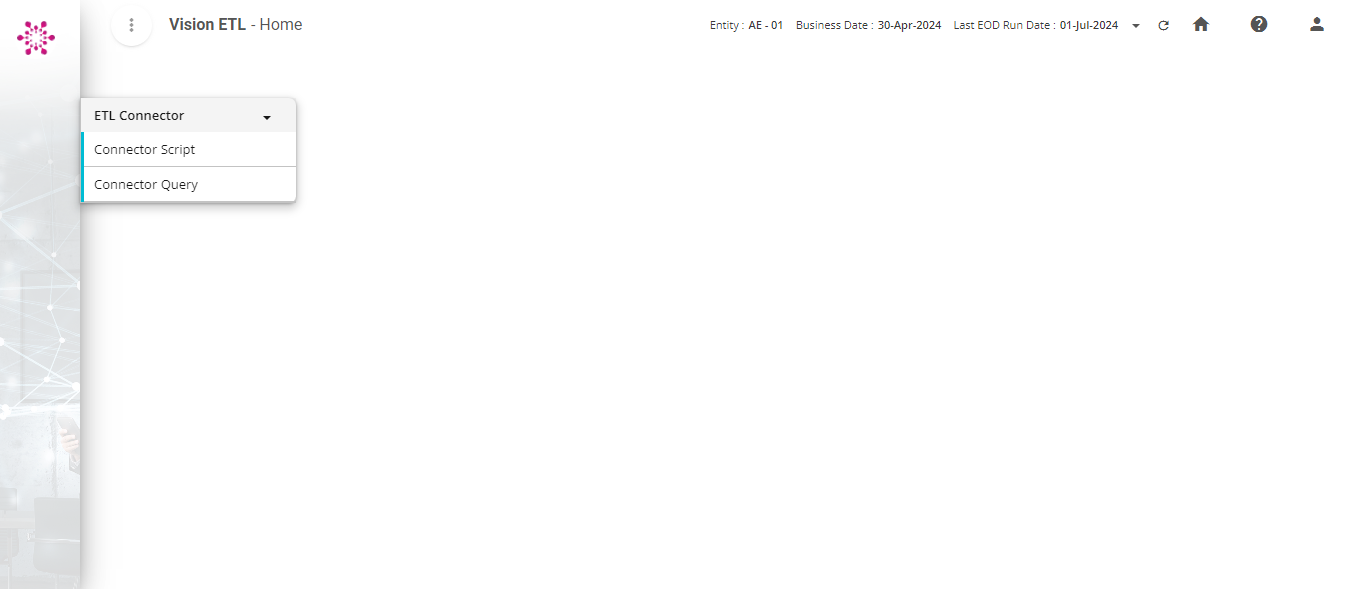 Vision ETL - Home
Entity : AE - 01 Business Date : 30-Apr-2024 Last EOD Run Date : 01-Jul-2024
ETL Connector
Connector Script
Connector Query